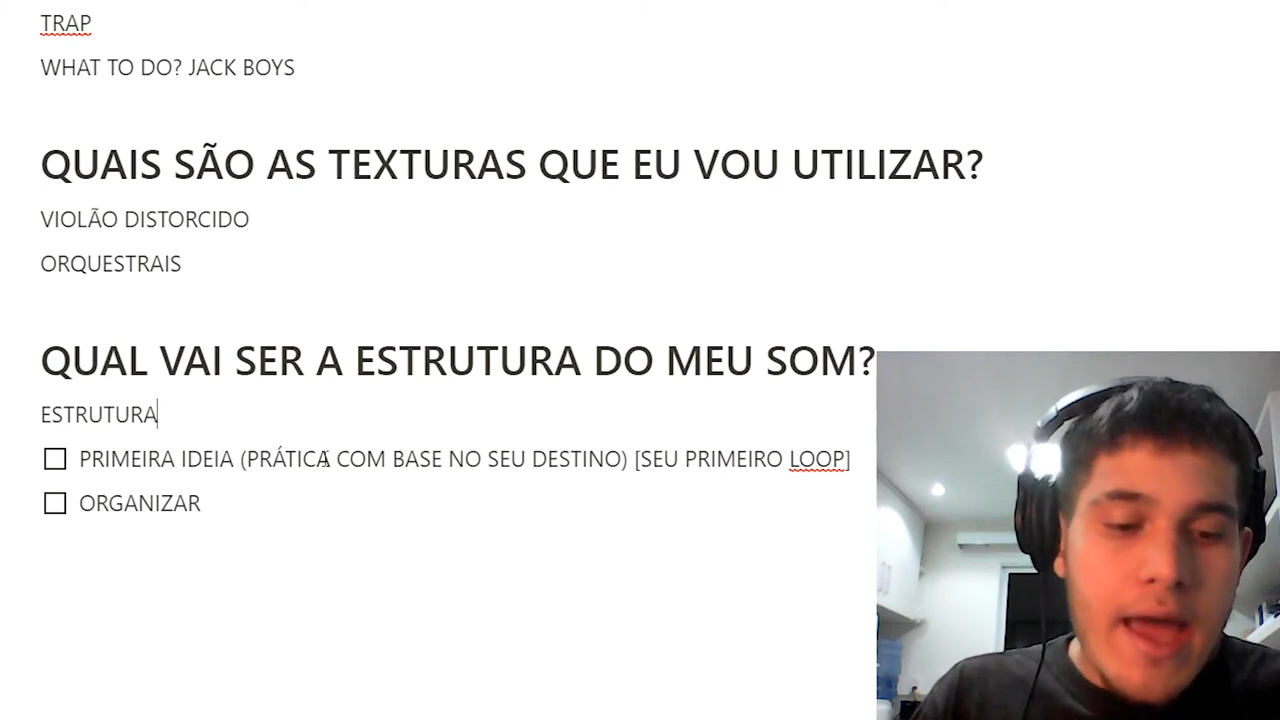 TRAP
WHAT TO DO? JACK BOYS
QUAIS SÃO AS TEXTURAS QUE EU VOU UTILIZAR?
VIOLÃO DISTORCIDO
ORQUESTRAIS
QUAL VAI SER A ESTRUTURA DO MEU SOM?
ESTRUTURA
PRIMEIRA IDEIA (PRÁTICA COM BASE NO SEU DESTINO) [SEU PRIMEIRO LOOP]
ORGANIZAR